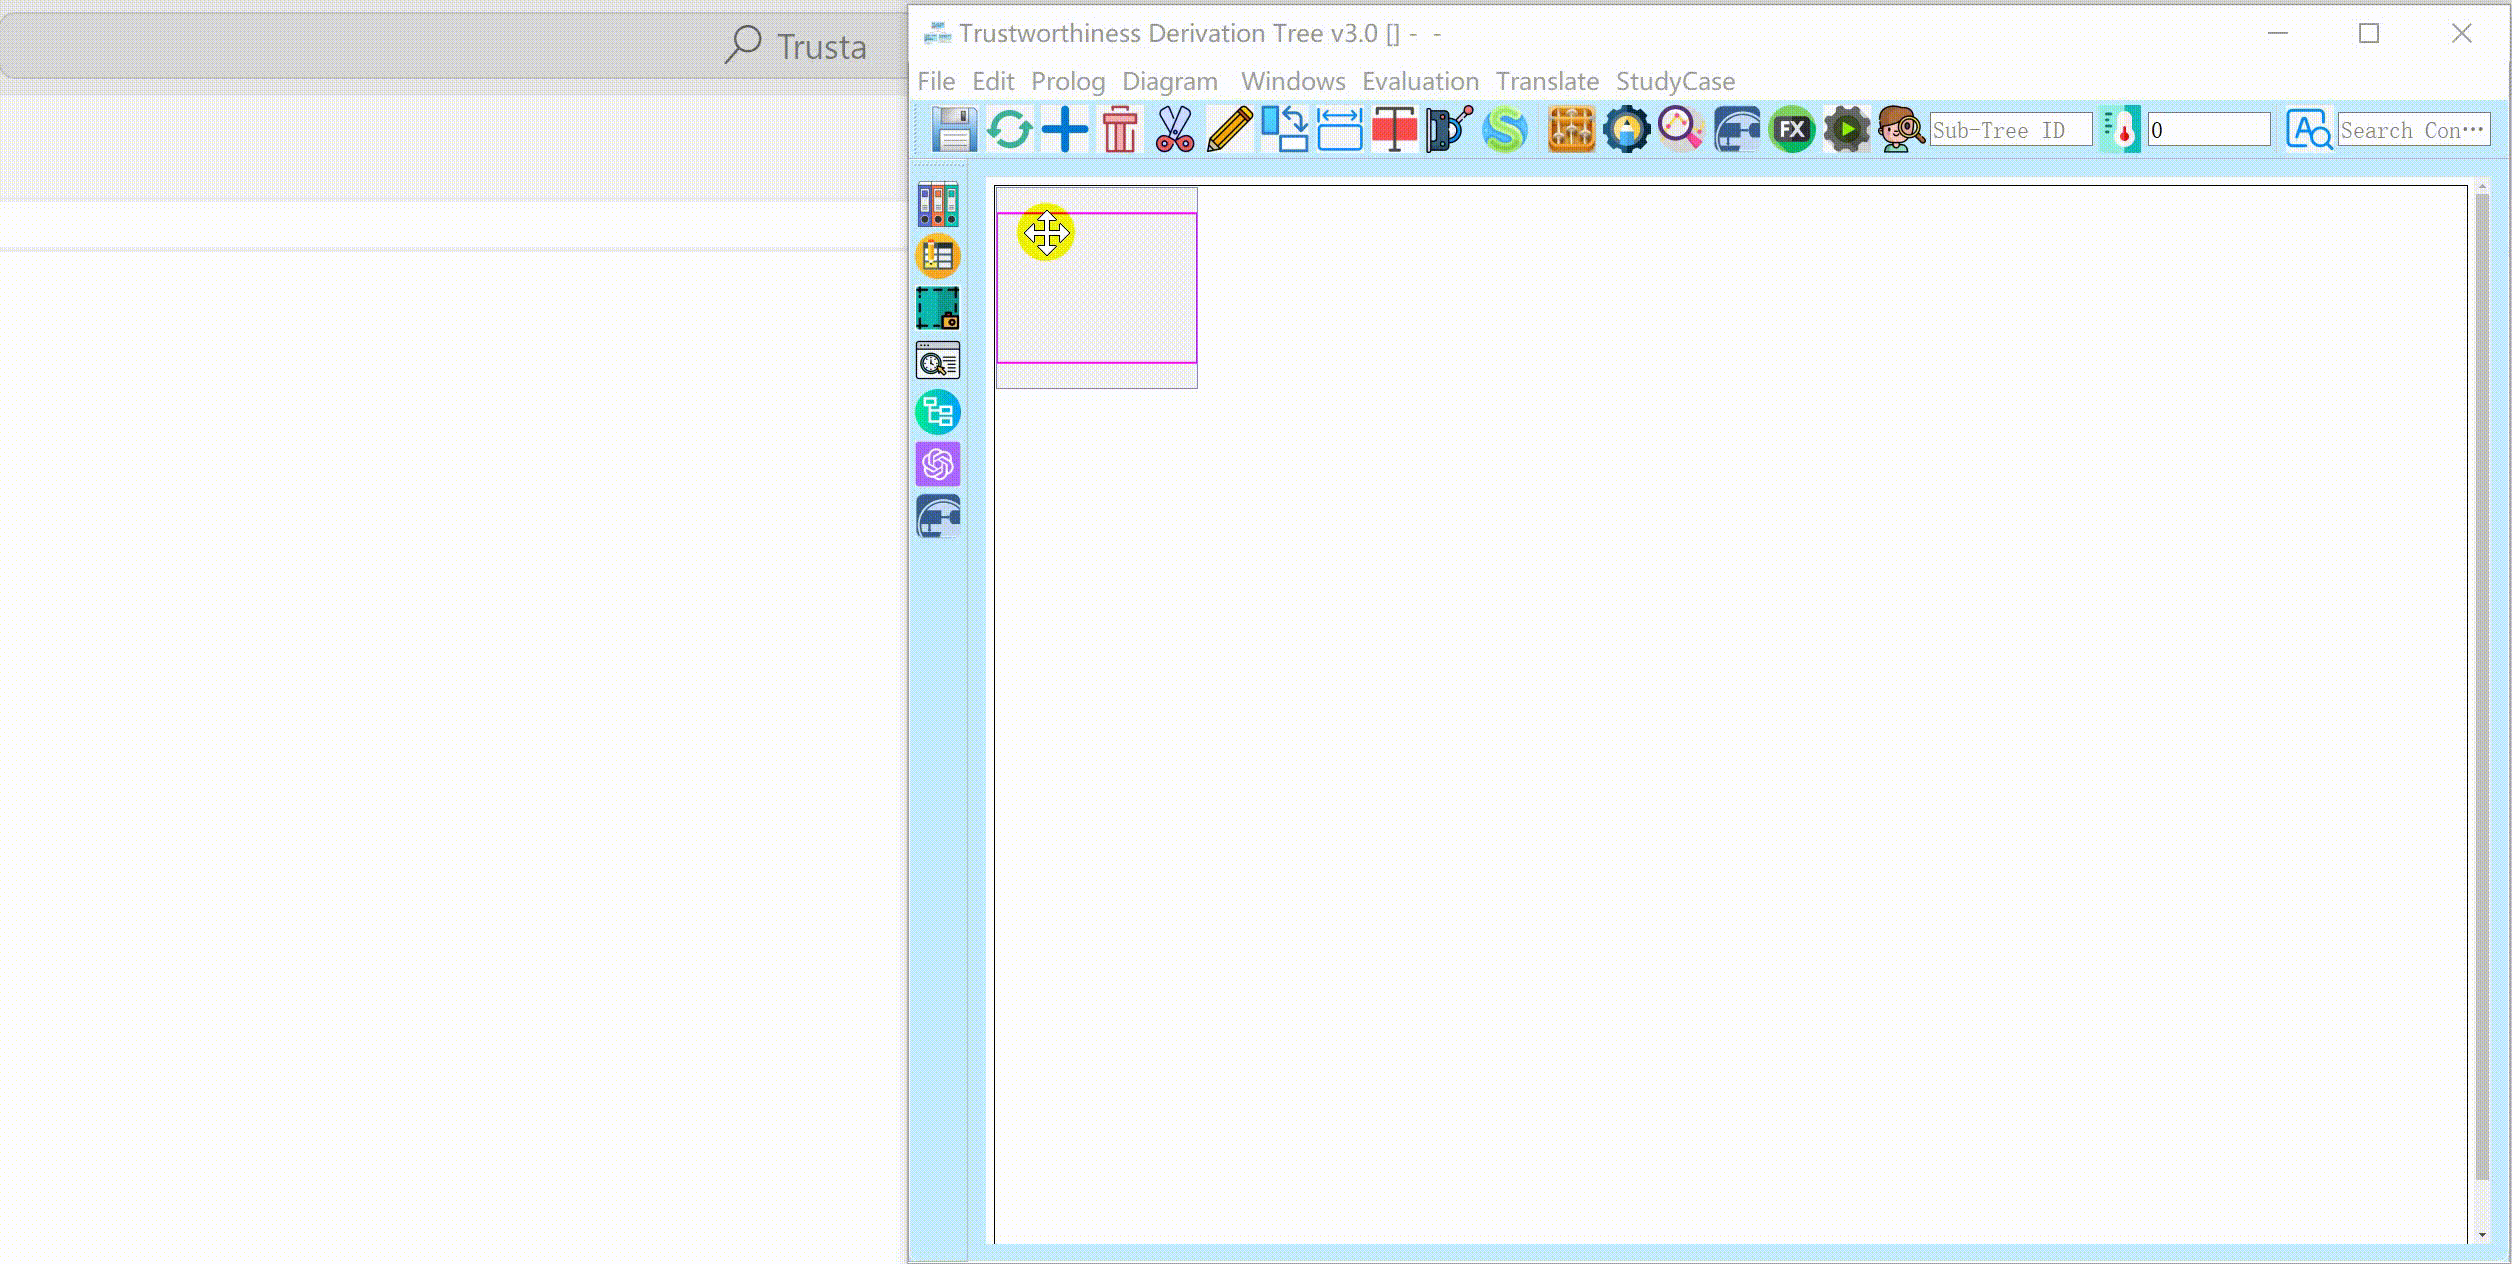 Trusta
Trustworthiness Derivation Tree v3.0 [] - -
File Edit Prolog Diagram Windows Evaluation Translate StudyCase
FX Sub-Tree ID 0 A Search Con···